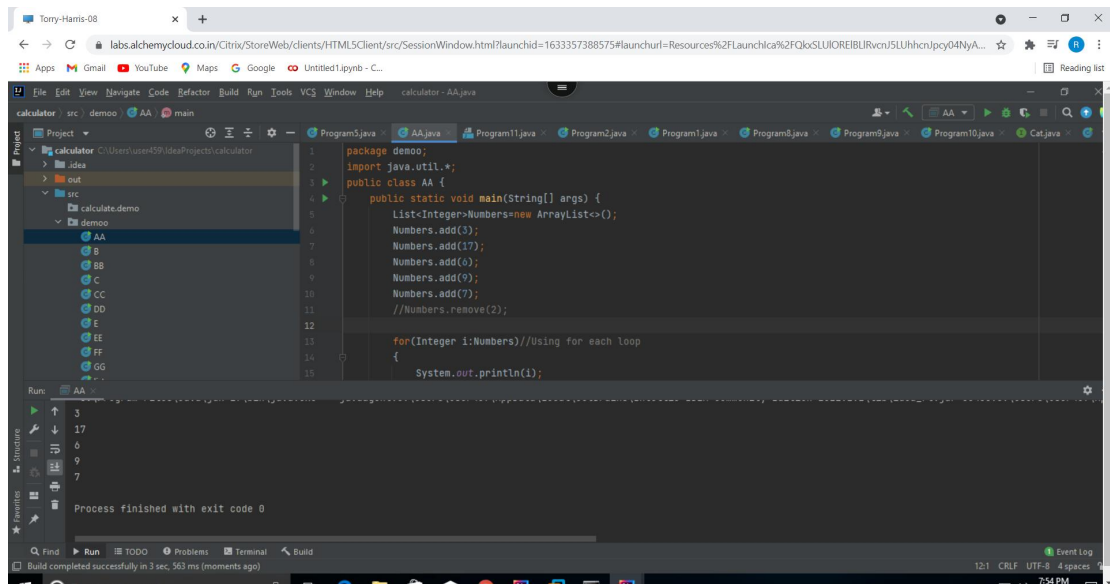 Torry-Harris-08
labs.alchemycloud.co.in/Citrix/StoreWeb/clients/HTML5Client/src/SessionWindow.html?launchid=1633357388575#launchurl=Resources%2FLaunchIca%2FQkxSLUlORElBLlRvcnJ5LUhhcnJpcy04NyA...
Apps Gmail YouTube Maps Google Untitled1.ipynb - C... Reading list
File Edit View Navigate Code Refactor Build Run Tools VCS Window Help calculator - AA.java
calculator src demoo AA main AA
Project Program5.java AA.java Program11.java Program2.java Program1.java Program8.java Program9.java Program10.java Cat.java
calculator C:\Users\user459\IdeaProjects\calculator
.idea
out
src
calculate.demo
demoo
AA
B
BB
C
CC
DD
E
EE
FF
GG
1 package demoo;
2 import java.util.*;
3 public class AA {
4 public static void main(String[] args) {
5 List<Integer>Numbers=new ArrayList<>();
6 Numbers.add(3);
7 Numbers.add(17);
8 Numbers.add(6);
9 Numbers.add(9);
10 Numbers.add(7);
11 //Numbers.remove(2);
12
13 for(Integer i:Numbers)//Using for each loop
14 {
15 System.out.println(i);
Run: AA
3
17
6
9
7
Process finished with exit code 0
Structure
Favorites
Find Run TODO Problems Terminal Build 1 Event Log
Build completed successfully in 3 sec, 563 ms (moments ago) 12:1 CRLF UTF-8 4 spaces
7:54 PM